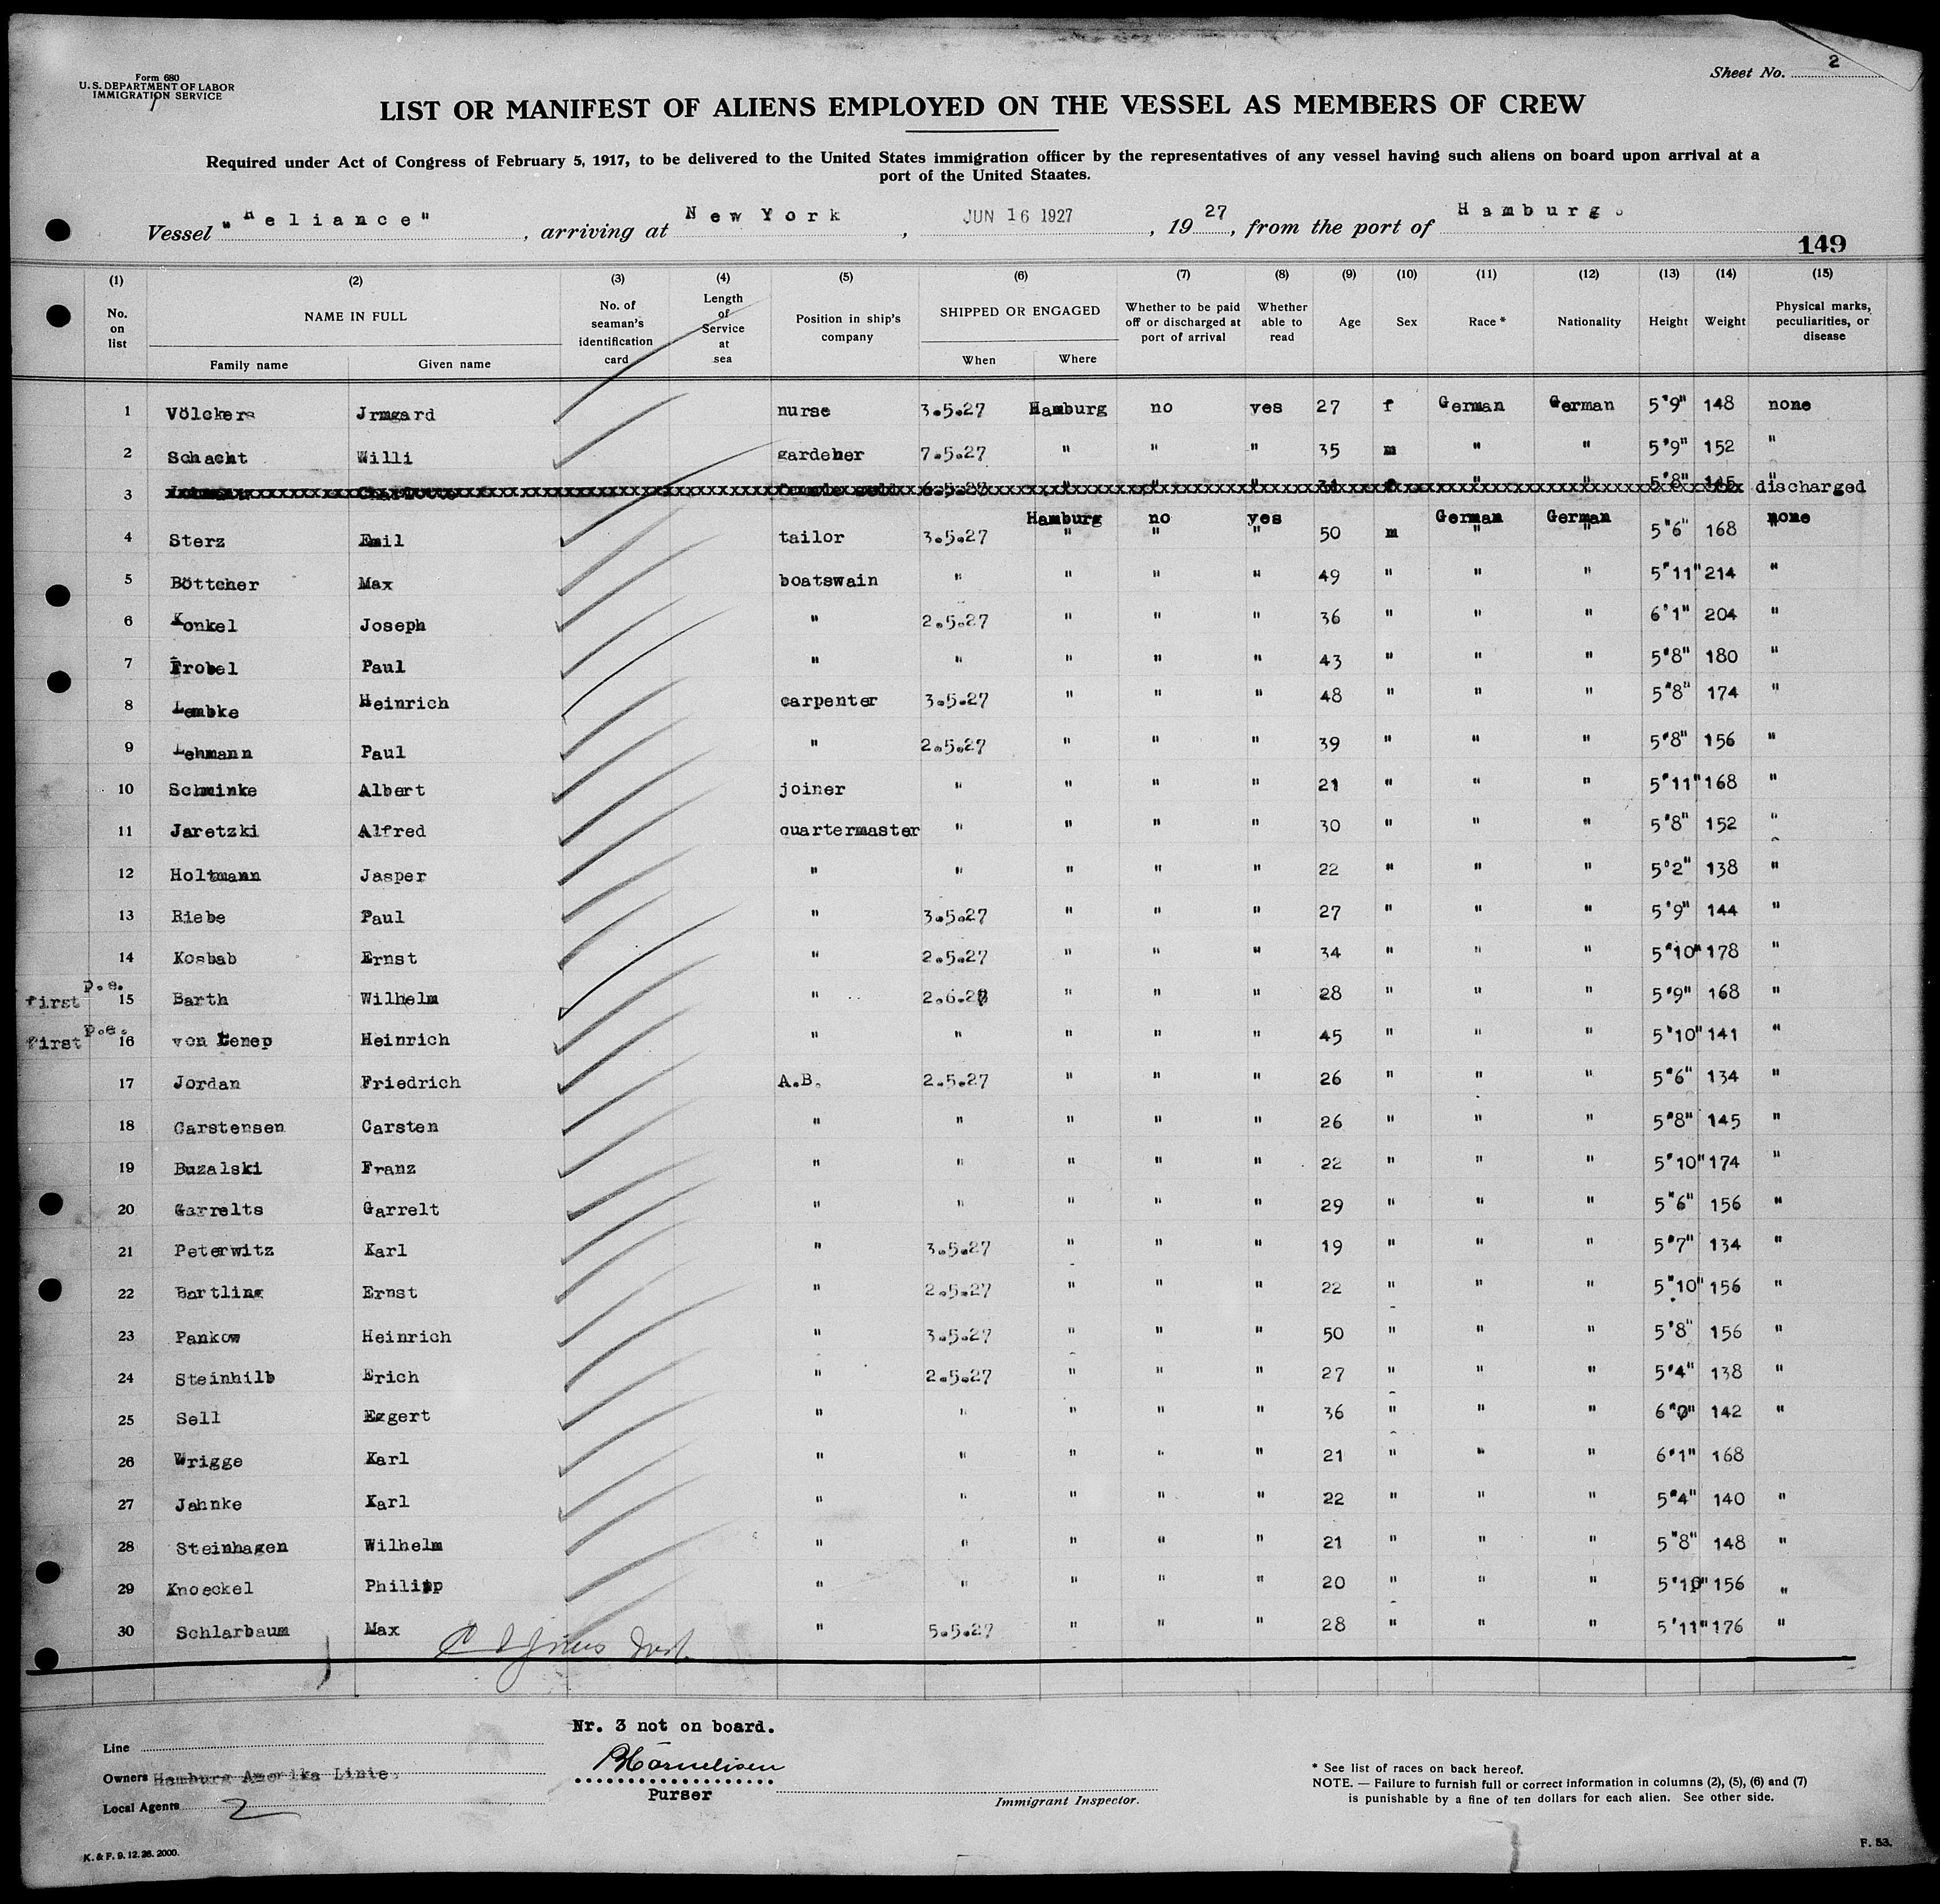 Form 680
U. S. DEPARTMENT OF LABOR
IMMIGRATION SERVICE
Sheet No. 2
LIST OR MANIFEST OF ALIENS EMPLOYED ON THE VESSEL AS MEMBERS OF CREW
Required under Act of Congress of February 5, 1917, to be delivered to the United States immigration officer by the representatives of any vessel having such aliens on board upon arrival at a
port of the United Staates.
Vessel "Reliance", arriving at New York, JUN 16 1927, 1927, from the port of Hamburg.
149
(1) (2) (3) (4) (5) (6) (7) (8) (9) (10) (11) (12) (13) (14) (15)
No. on list NAME IN FULL Family name Given name No. of seaman's identification card Length of Service at sea Position in ship's company SHIPPED OR ENGAGED When Where Whether to be paid off or discharged at port of arrival Whether able to read Age Sex Race * Nationality Height Weight Physical marks, peculiarities, or disease
1 Völckers Jrmgard nurse 3.5.27 Hamburg no yes 27 f German German 5'9" 148 none
2 Schacht Willi gardener 7.5.27 " " " 35 m " " 5'9" 152 "
3 discharged
Hamburg no yes German German none
4 Sterz Emil tailor 3.5.27 " " " 50 m " " 5'6" 168 "
5 Böttcher Max boatswain " " " " 49 " " " 5'11" 214 "
6 Konkel Joseph " 2.5.27 " " " 36 " " " 6'1" 204 "
7 Frobel Paul " " " " " 43 " " " 5'8" 180 "
8 Lembke Heinrich carpenter 3.5.27 " " " 48 " " " 5'8" 174 "
9 Lehmann Paul " 2.5.27 " " " 39 " " " 5'8" 156 "
10 Schminke Albert joiner " " " " 21 " " " 5'11" 168 "
11 Jaretzki Alfred quartermaster " " " " 30 " " " 5'8" 152 "
12 Holtmann Jasper " " " " " 22 " " " 5'2" 138 "
13 Riebe Paul " 3.5.27 " " " 27 " " " 5'9" 144 "
14 Kosbab Ernst " 2.5.27 " " " 34 " " " 5'10" 178 "
first p.e. 15 Barth Wilhelm " 2.6.27 " " " 28 " " " 5'9" 168 "
first p.e. 16 von Lenep Heinrich " " " " " 45 " " " 5'10" 141 "
17 Jordan Friedrich A.B. 2.5.27 " " " 26 " " " 5'6" 134 "
18 Carstensen Carsten " " " " " 26 " " " 5'8" 145 "
19 Buzalski Franz " " " " " 22 " " " 5'10" 174 "
20 Garrelts Garrelt " " " " " 29 " " " 5'6" 156 "
21 Peterwitz Karl " 3.5.27 " " " 19 " " " 5'7" 134 "
22 Bartling Ernst " 2.5.27 " " " 22 " " " 5'10" 156 "
23 Pankow Heinrich " 3.5.27 " " " 50 " " " 5'8" 156 "
24 Steinhilb Erich " 2.5.27 " " " 27 " " " 5'4" 138 "
25 Sell Eggert " " " " " 36 " " " 6'0" 142 "
26 Wrigge Karl " " " " " 21 " " " 6'1" 168
27 Jahnke Karl " " " " " 22 " " " 5'4" 140 "
28 Steinhagen Wilhelm " " " " " 21 " " " 5'8" 148 "
29 Knoeckel Philipp " " " " " 20 " " " 5'10" 156 "
30 Schlarbaum Max " 5.5.27 " " " 28 " " " 5'11" 176 "
Nr. 3 not on board.
Line
Owners Hamburg Amerika Linie.
Local Agents 2
Purser
Immigrant Inspector.
* See list of races on back hereof.
NOTE. — Failure to furnish full or correct information in columns (2), (5), (6) and (7)
is punishable by a fine of ten dollars for each alien. See other side.
K. & P. 9. 12. 26. 2000.
F. 53.